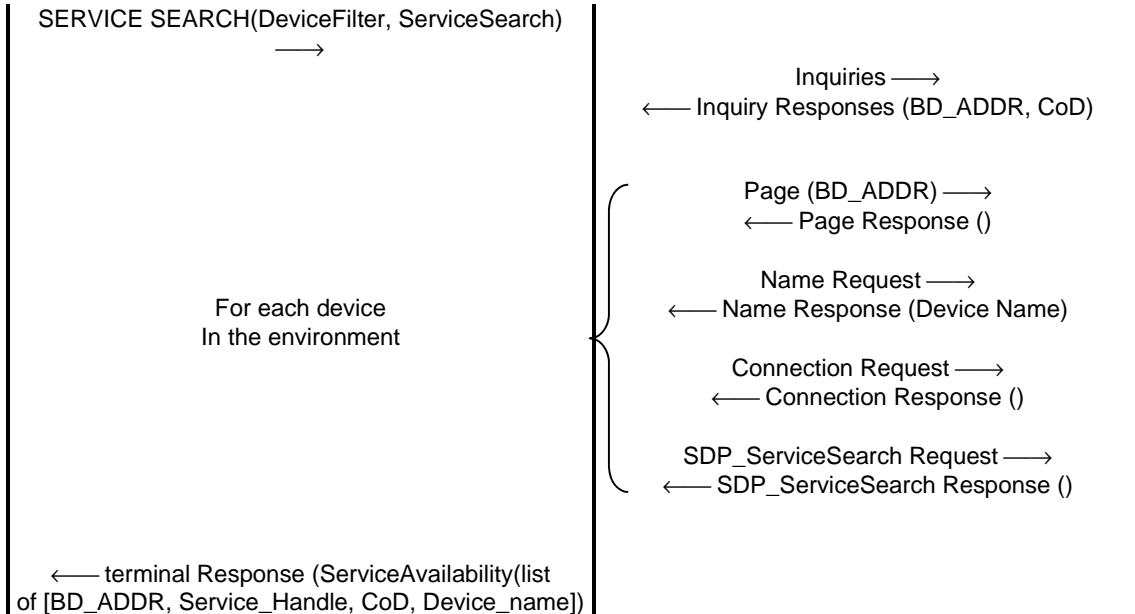 SERVICE SEARCH(DeviceFilter, ServiceSearch)
⟶
Inquiries ⟶
⟵ Inquiry Responses (BD_ADDR, CoD)
Page (BD_ADDR) ⟶
⟵ Page Response ()
Name Request ⟶
⟵ Name Response (Device Name)
For each device
In the environment
Connection Request ⟶
⟵ Connection Response ()
SDP_ServiceSearch Request ⟶
⟵ SDP_ServiceSearch Response ()
⟵ terminal Response (ServiceAvailability(list
of [BD_ADDR, Service_Handle, CoD, Device_name])